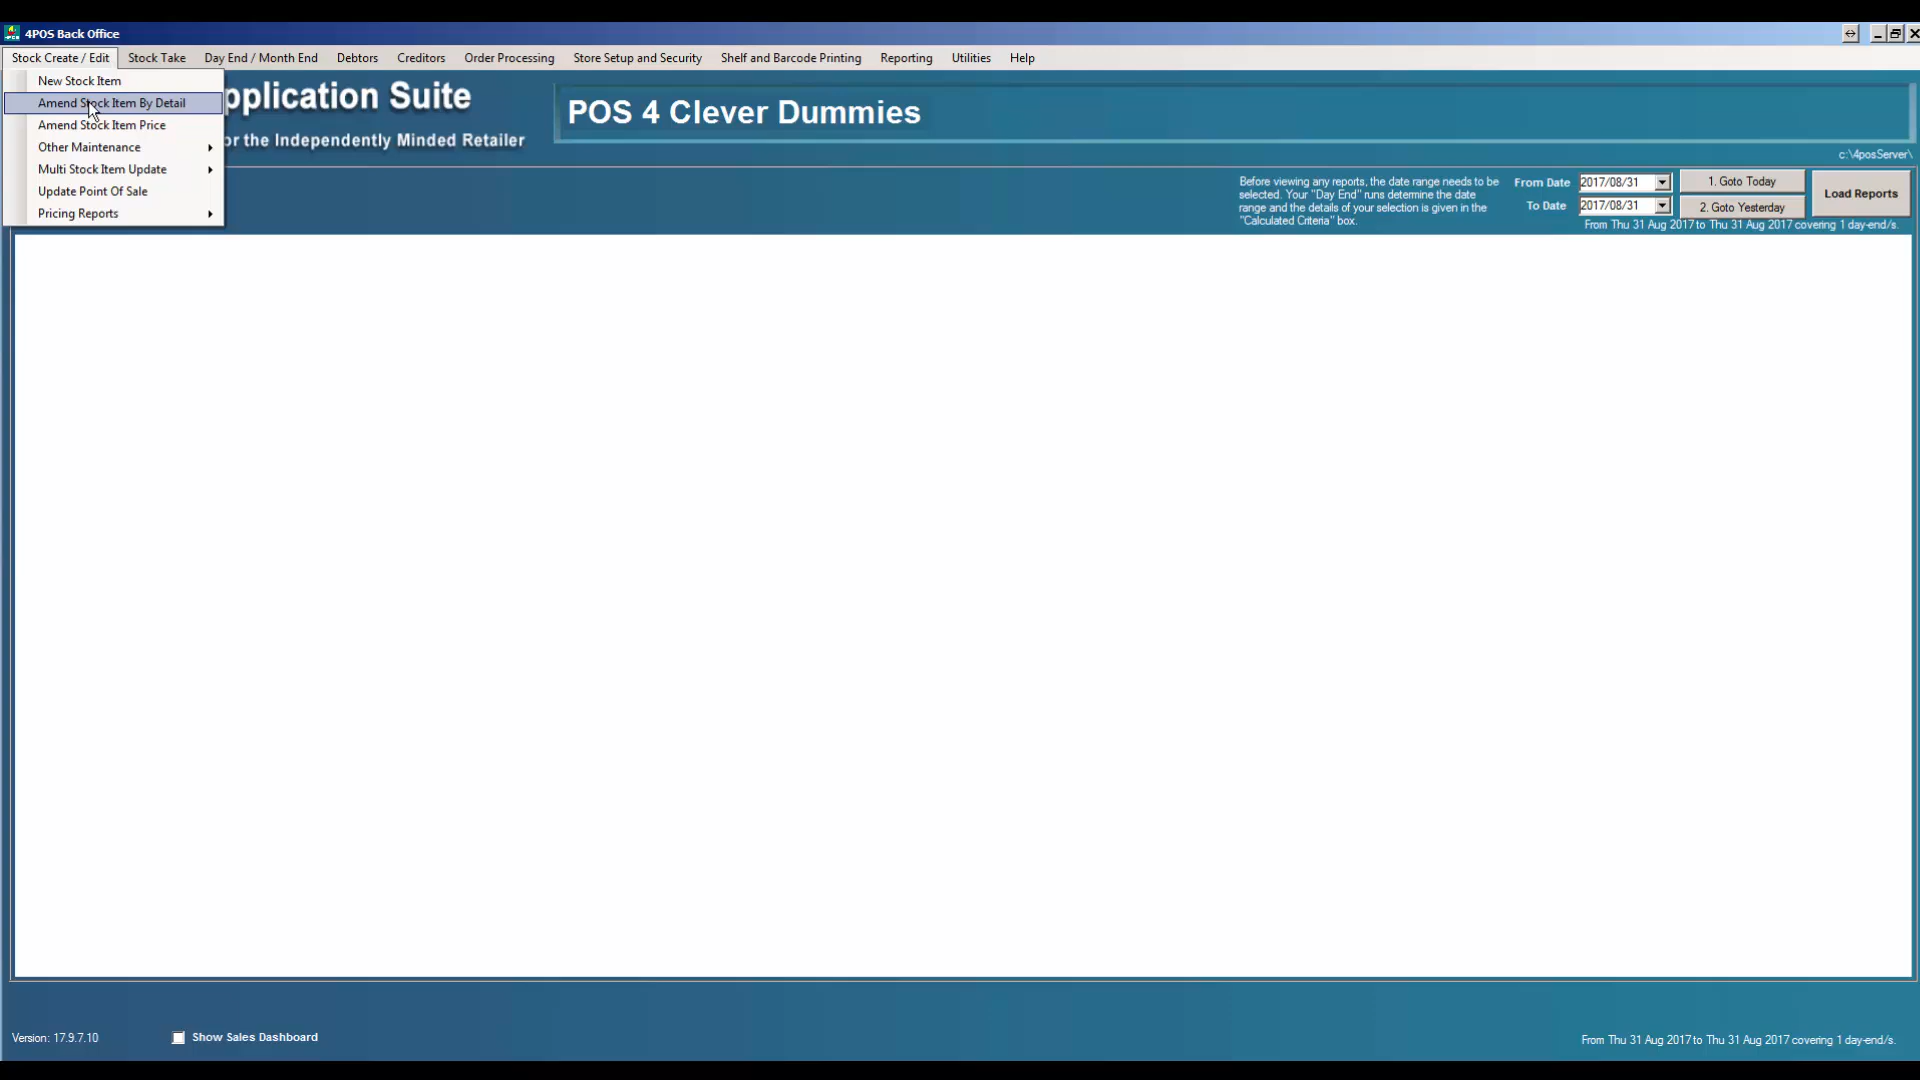 4POS Back Office
Stock Create / Edit Stock Take Day End / Month End Debtors Creditors Order Processing Store Setup and Security Shelf and Barcode Printing Reporting Utilities Help
New Stock Item
Amend Stock Item By Detail
Amend Stock Item Price
Other Maintenance
Multi Stock Item Update
Update Point Of Sale
Pricing Reports
pplication Suite
or the Independently Minded Retailer
POS 4 Clever Dummies
c:\4posServer\
Before viewing any reports, the date range needs to be
selected. Your "Day End" runs determine the date
range and the details of your selection is given in the
"Calculated Criteria" box.
From Date 2017/08/31
To Date 2017/08/31
1. Goto Today
2. Goto Yesterday
Load Reports
From Thu 31 Aug 2017 to Thu 31 Aug 2017 covering 1 day-end/s.
Version: 17.9.7.10
Show Sales Dashboard
From Thu 31 Aug 2017 to Thu 31 Aug 2017 covering 1 day-end/s.